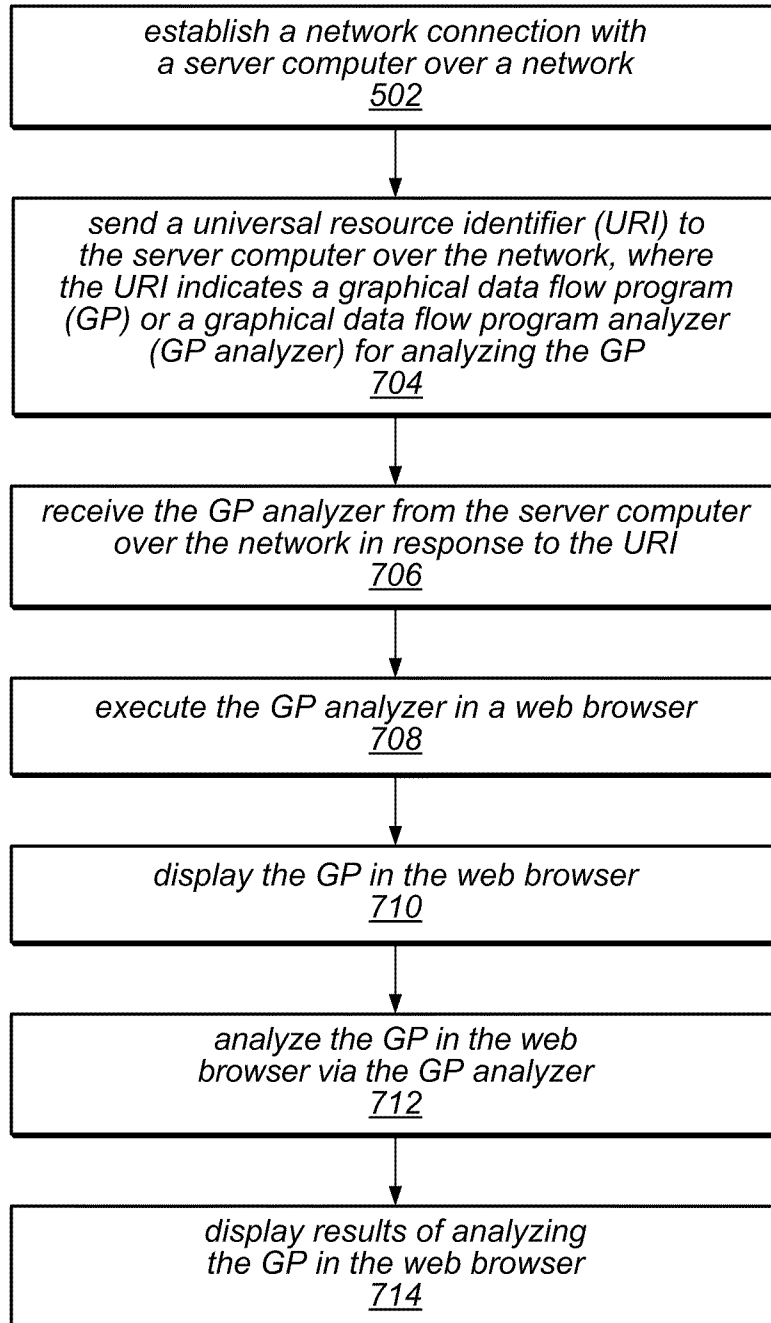 establish a network connection with
a server computer over a network
502
send a universal resource identifier (URI) to
the server computer over the network, where
the URI indicates a graphical data flow program
(GP) or a graphical data flow program analyzer
(GP analyzer) for analyzing the GP
704
receive the GP analyzer from the server computer
over the network in response to the URI
706
execute the GP analyzer in a web browser
708
display the GP in the web browser
710
analyze the GP in the web
browser via the GP analyzer
712
display results of analyzing
the GP in the web browser
714